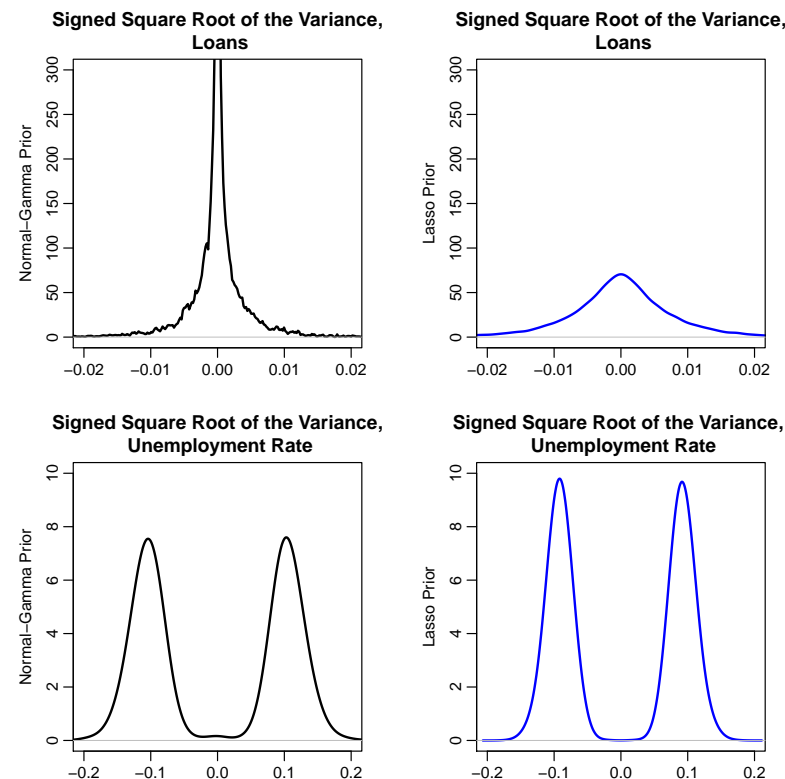 Signed Square Root of the Variance,
Loans
Normal−Gamma Prior
300
250
200
150
100
50
0
−0.02 −0.01 0.00 0.01 0.02
Signed Square Root of the Variance,
Loans
Lasso Prior
300
250
200
150
100
50
0
−0.02 −0.01 0.00 0.01 0.02
Signed Square Root of the Variance,
Unemployment Rate
Normal−Gamma Prior
10
8
6
4
2
0
−0.2 −0.1 0.0 0.1 0.2
Signed Square Root of the Variance,
Unemployment Rate
Lasso Prior
10
8
6
4
2
0
−0.2 −0.1 0.0 0.1 0.2